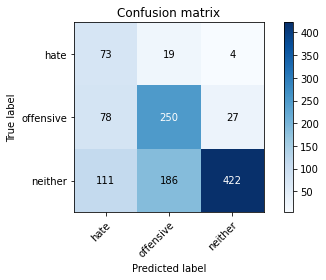 Confusion matrix
True label
hate
offensive
neither
73 19 4
78 250 27
111 186 422
hate
offensive
neither
Predicted label
400
350
300
250
200
150
100
50